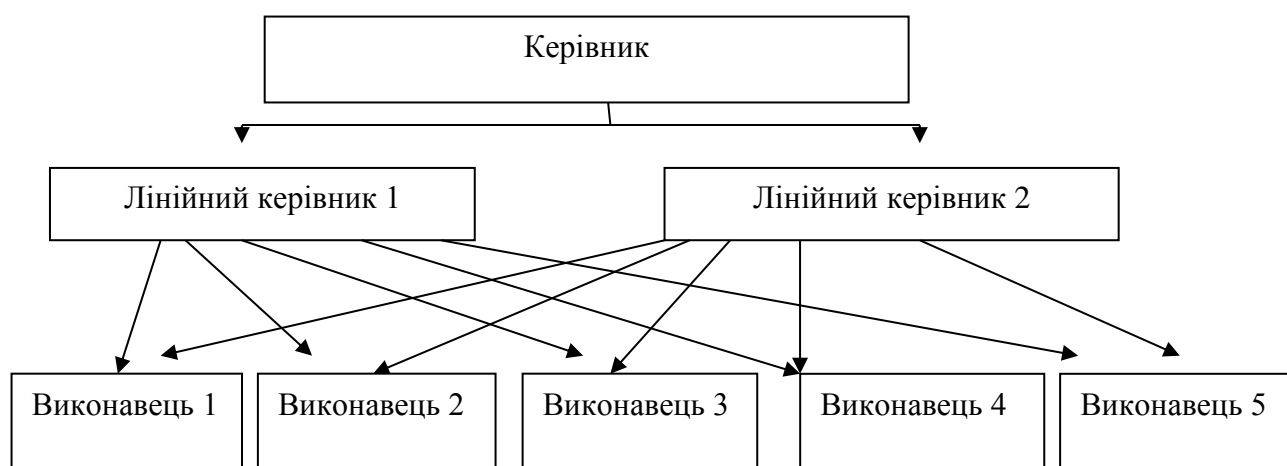 Керівник
Лінійний керівник 1
Лінійний керівник 2
Виконавець 1
Виконавець 2
Виконавець 3
Виконавець 4
Виконавець 5